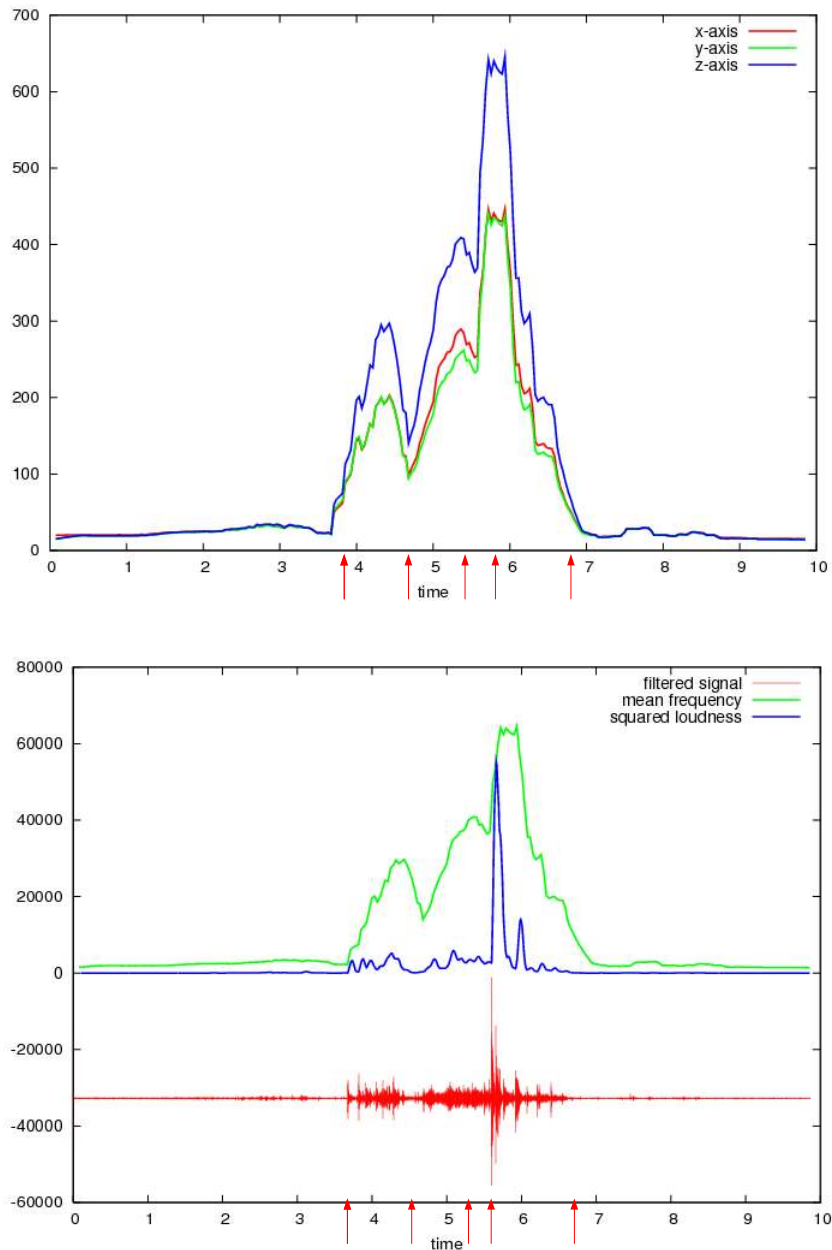 700
600
500
400
300
200
100
0
x-axis
y-axis
z-axis
0 1 2 3 4 5 6 7 8 9 10
time
80000
60000
40000
20000
0
-20000
-40000
-60000
filtered signal
mean frequency
squared loudness
0 1 2 3 4 5 6 7 8 9 10
time